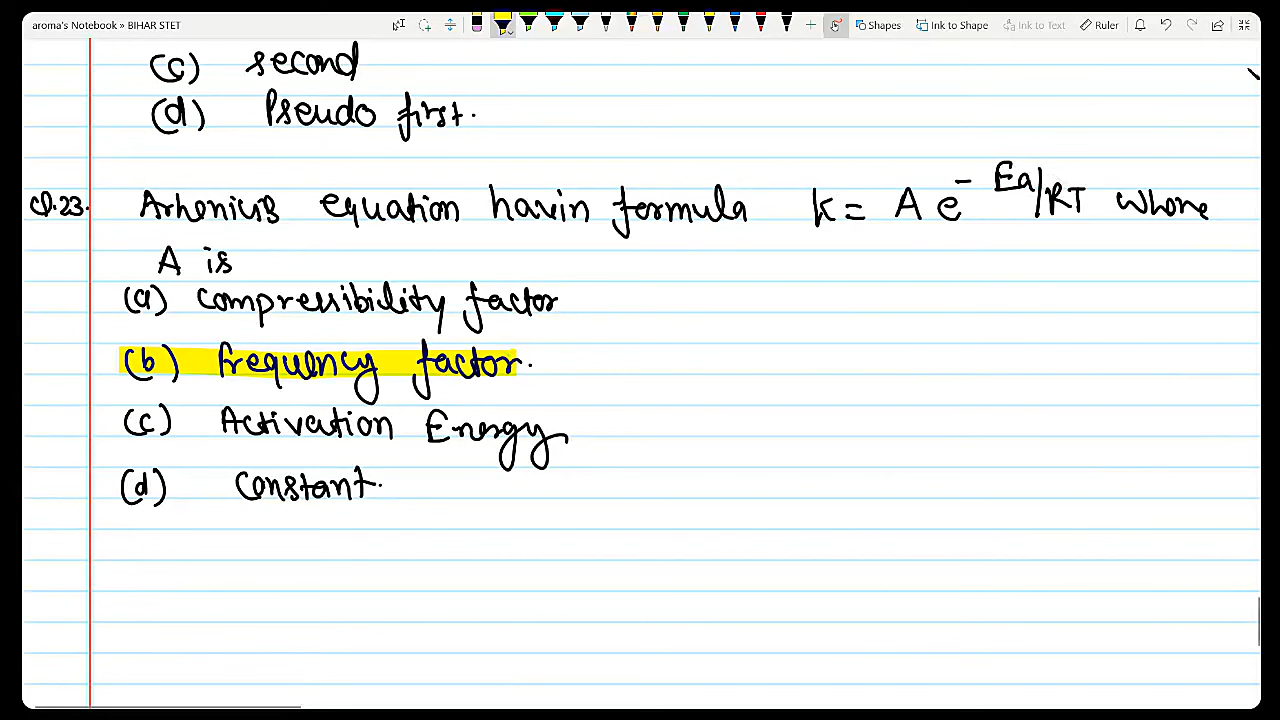 aroma's Notebook » BIHAR STET
Shapes
Ink to Shape
Ink to Text
Ruler
(c) second
(d) Pseudo first.
Q.23. Arhenius equation havin formula k = A e^-Ea/RT where
A is
(a) compressibility factor
(b) frequency factor.
(c) Activation Energy
(d) constant.